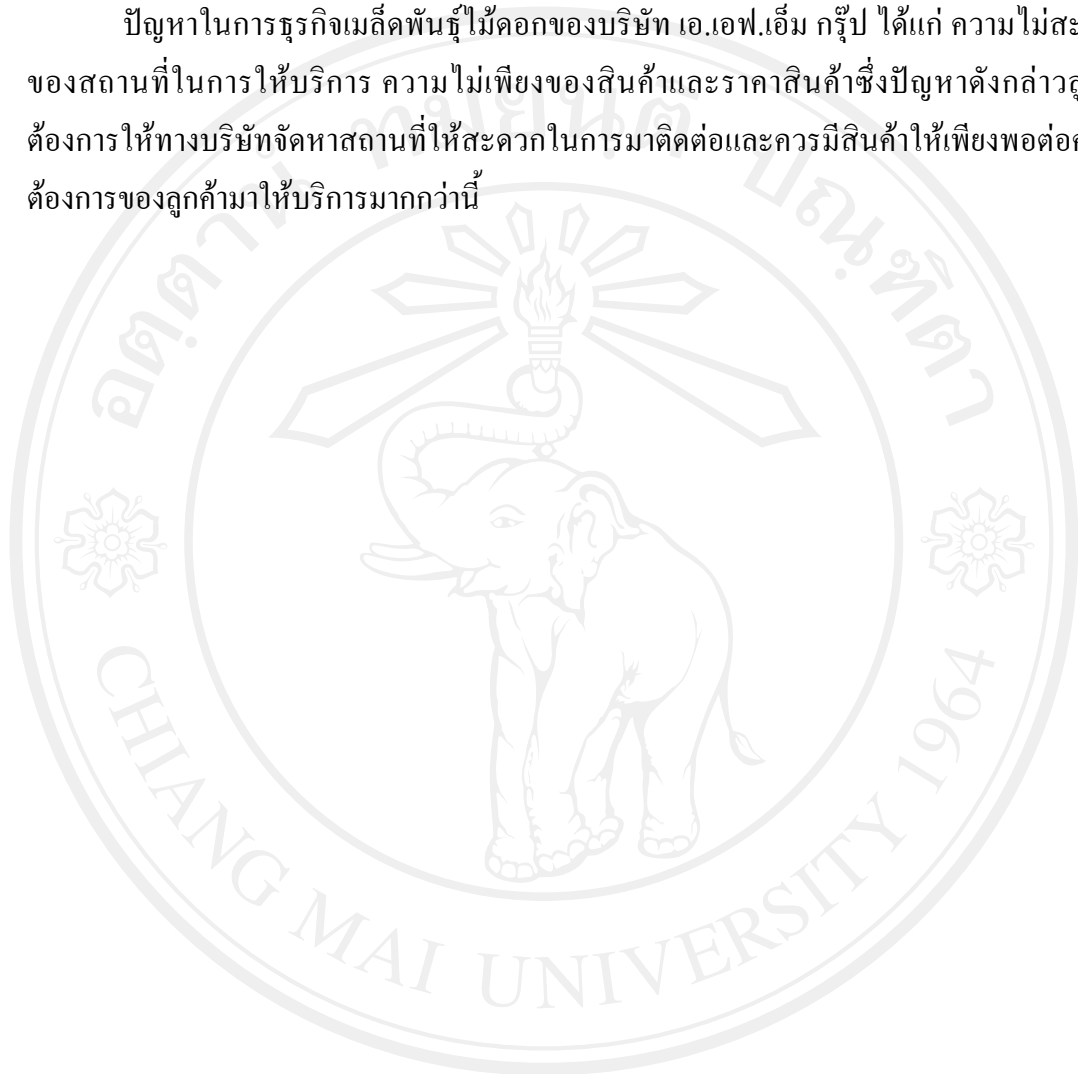 ปัญหาในการธุรกิจเมล็ดพันธุ์ไม้ดอกของบริษัท เอ.เอฟ.เอ็ม กรุ๊ป ได้แก่ ความไม่สะ
ของสถานที่ในการให้บริการ ความไม่เพียงของสินค้าและราคาสินค้าซึ่งปัญหาดังกล่าว
ต้องการให้ทางบริษัทจัดหาสถานที่ให้สะดวกในการมาติดต่อและควรมีสินค้าให้เพียงพอต่อ
ต้องการของลูกค้ามาให้บริการมากกว่านี้
CHIANG MAI UNIVERSITY 1964